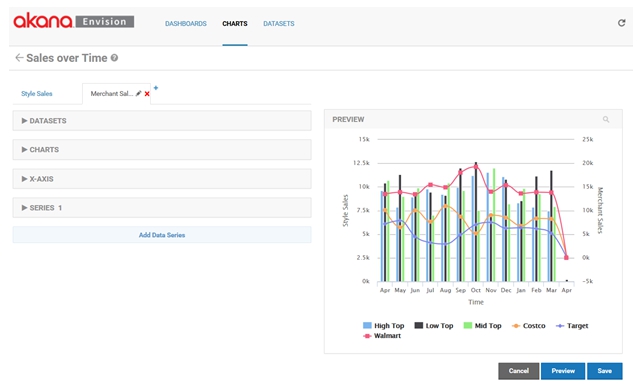 akana Envision
DASHBOARDS CHARTS DATASETS
Sales over Time
Style Sales Merchant Sal...
DATASETS
CHARTS
X-AXIS
SERIES 1
Add Data Series
PREVIEW
15k 25k
12.5k 20k
10k 15k
7.5k 10k
5k 5k
2.5k 0k
0k -5k
Style Sales
Merchant Sales
Apr May Jun Jul Aug Sep Oct Nov Dec Jan Feb Mar Apr
Time
High Top Low Top Mid Top Costco Target
Walmart
Cancel Preview Save